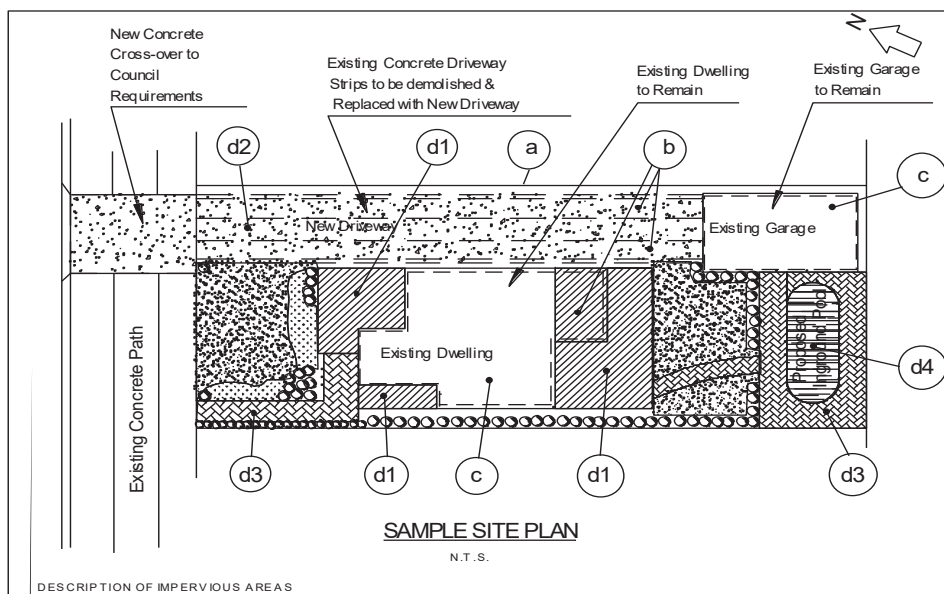 New Concrete
Cross-over to
Council
Requirements
Existing Concrete Driveway
Strips to be demolished &
Replaced with New Driveway
Existing Dwelling
to Remain
Existing Garage
to Remain
N
d2
d1
a
b
c
New Driveway
Existing Garage
Existing Dwelling
Proposed
Inground Pool
d4
Existing Concrete Path
d3
d1
c
d1
d3
SAMPLE SITE PLAN
N.T.S.
DESCRIPTION OF IMPERVIOUS AREAS